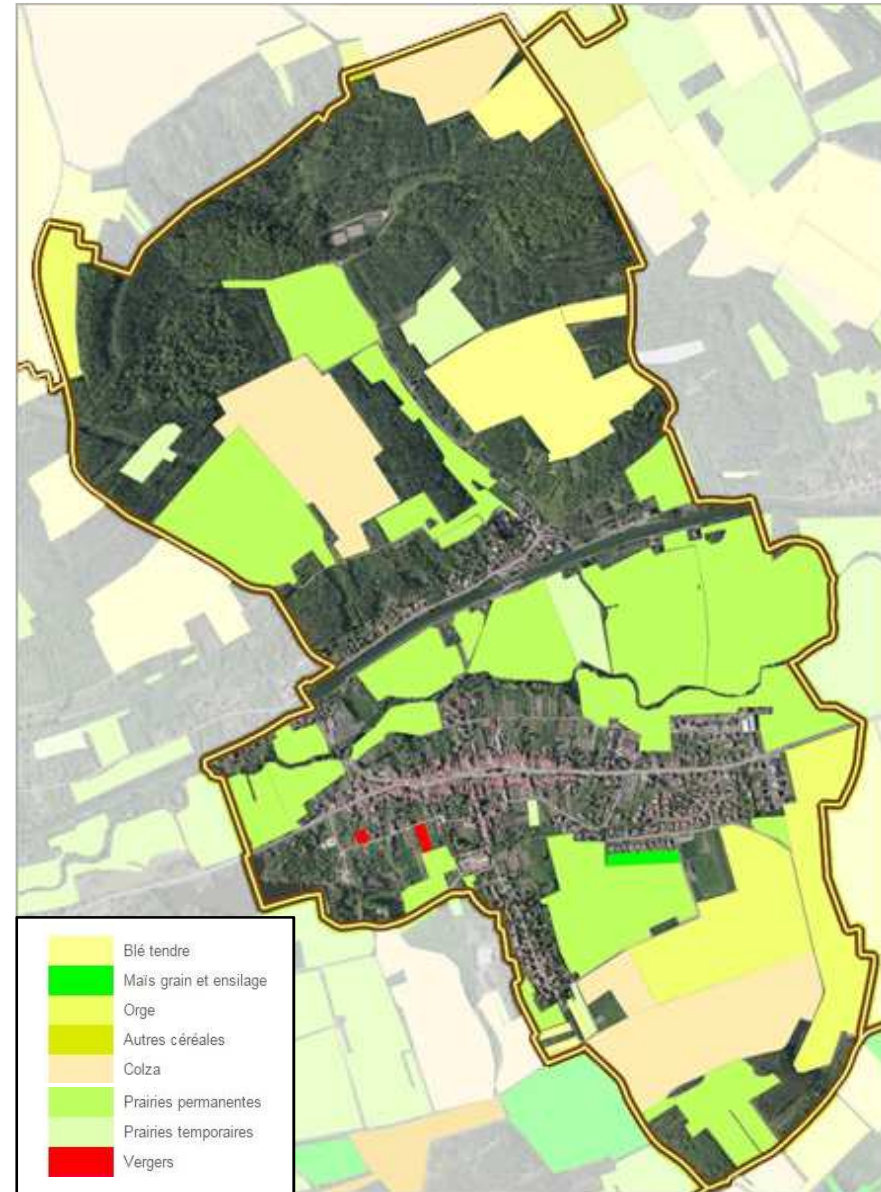 Blé tendre
Maïs grain et ensilage
Orge
Autres céréales
Colza
Prairies permanentes
Prairies temporaires
Vergers